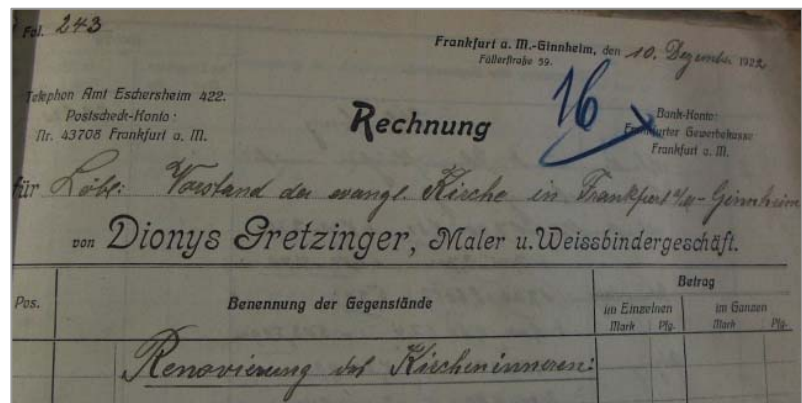 Fol. 243
Frankfurt a. M.-Ginnheim, den 10. Dezember 1922
Füllerstraße 59.
16
Telephon Amt Eschersheim 422.
Postscheck-Konto:
Nr. 43708 Frankfurt a. M.
Rechnung
Bank-Konto:
Frankfurter Gewerbekasse
Frankfurt a. M.
für Löbl: Vorstand der evangl. Kirche in Frankfurt a/M-Ginnheim
von Dionys Gretzinger, Maler u. Weissbindergeschäft.
Pos.
Benennung der Gegenstände
Betrag
im Einzelnen
im Ganzen
Mark Pfg.
Mark Pfg.
Renovierung des Kircheninneren: